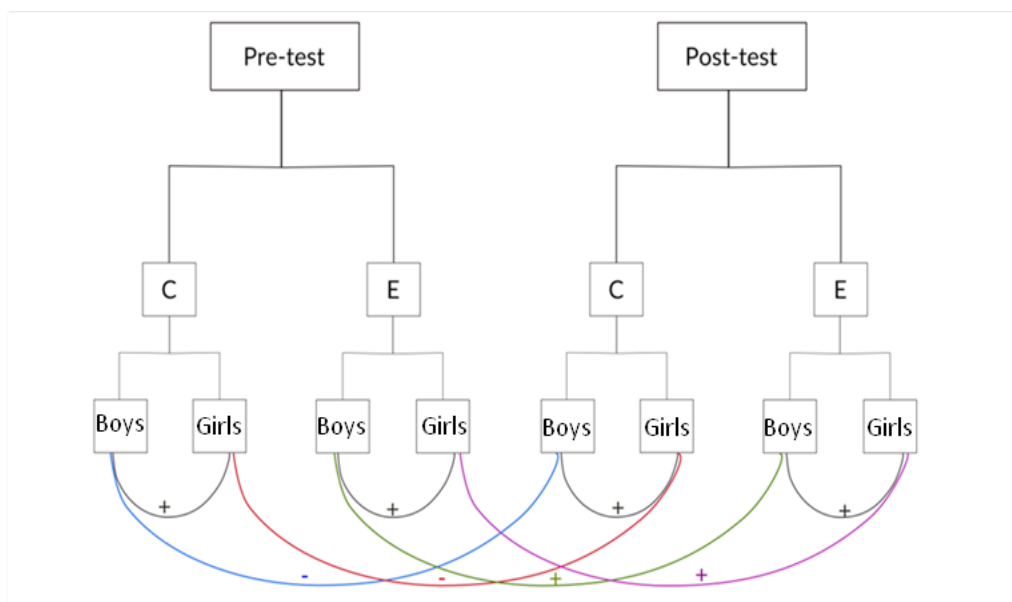 Pre-test Post-test
C E C E
Boys Girls Boys Girls Boys Girls Boys Girls
+ + + +
- - + +